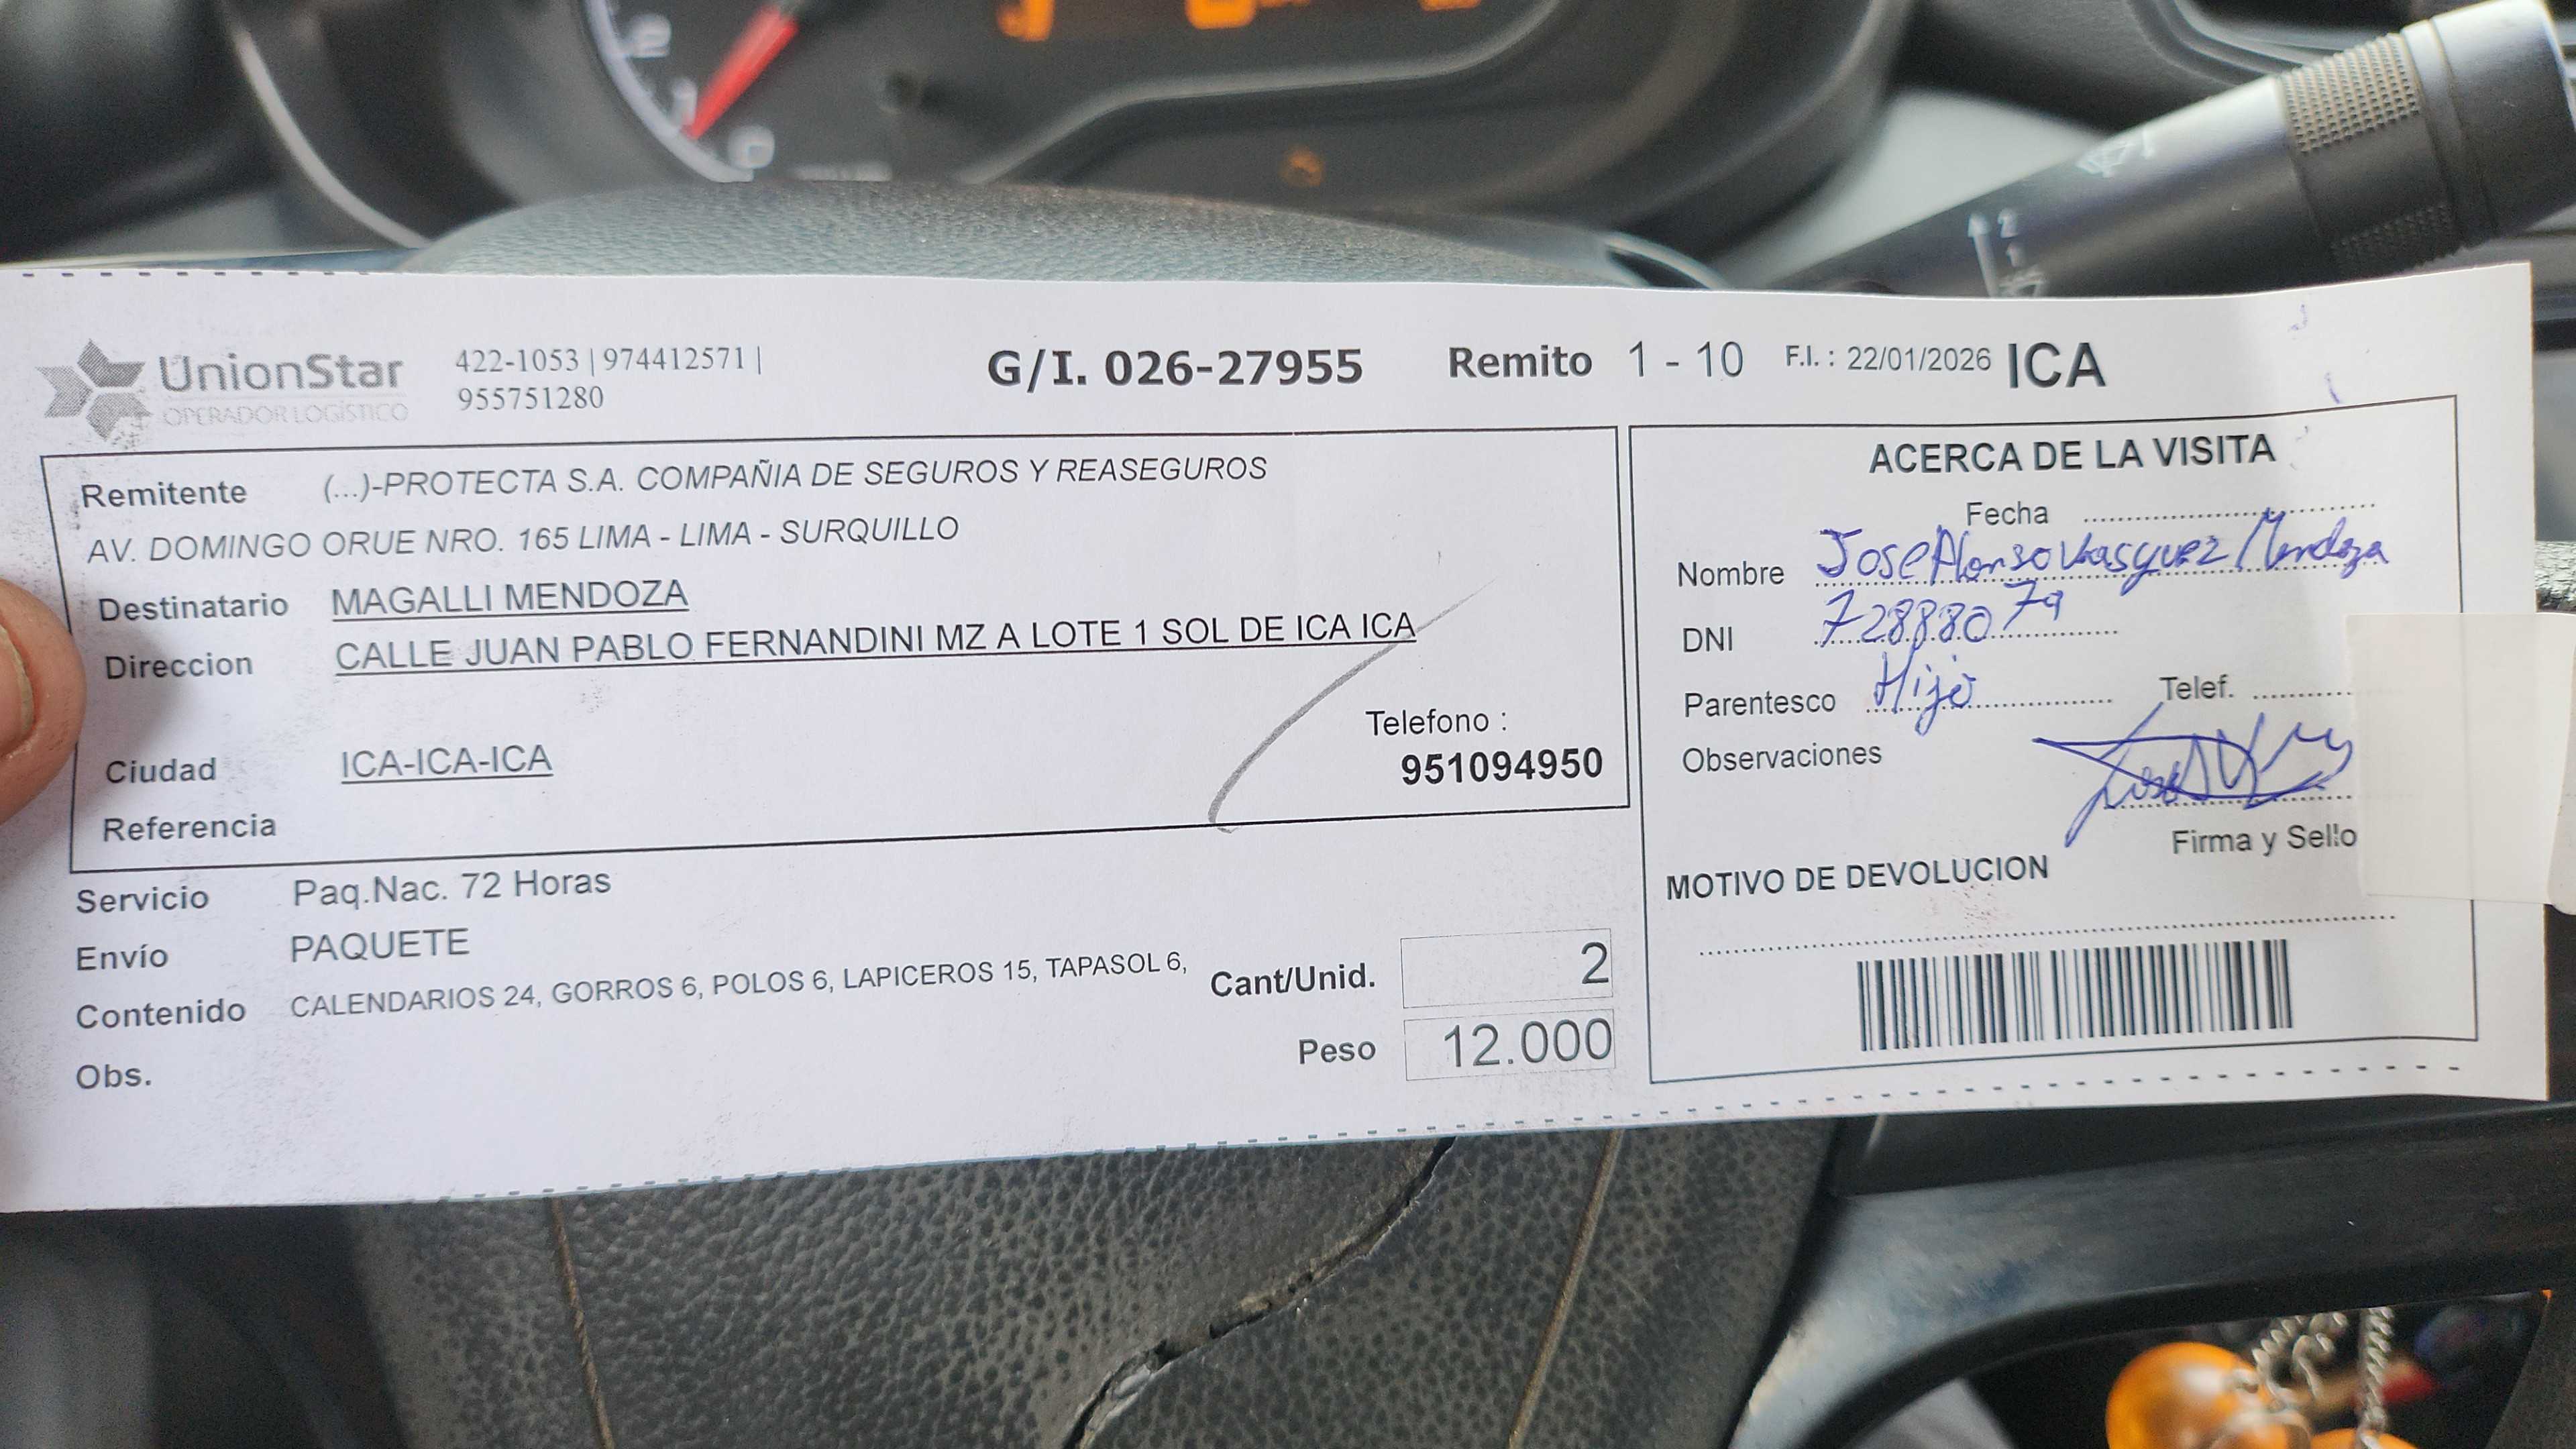 UnionStar
OPERADOR LOGÍSTICO
422-1053 | 974412571 |
955751280
G/I. 026-27955
Remito 1 - 10
F.I. : 22/01/2026 ICA
Remitente (...)-PROTECTA S.A. COMPAÑIA DE SEGUROS Y REASEGUROS
AV. DOMINGO ORUE NRO. 165 LIMA - LIMA - SURQUILLO
Destinatario MAGALLI MENDOZA
Direccion CALLE JUAN PABLO FERNANDINI MZ A LOTE 1 SOL DE ICA ICA
Telefono :
951094950
Ciudad ICA-ICA-ICA
Referencia
Servicio Paq.Nac. 72 Horas
Envío PAQUETE
Contenido CALENDARIOS 24, GORROS 6, POLOS 6, LAPICEROS 15, TAPASOL 6,
Obs.
Cant/Unid. 2
Peso 12.000
ACERCA DE LA VISITA
Fecha
Nombre Jose Alonso Vasquez Mendoza
DNI 72888079
Parentesco Hijo Telef.
Observaciones
Firma y Sello
MOTIVO DE DEVOLUCION
2
1
0
2
1